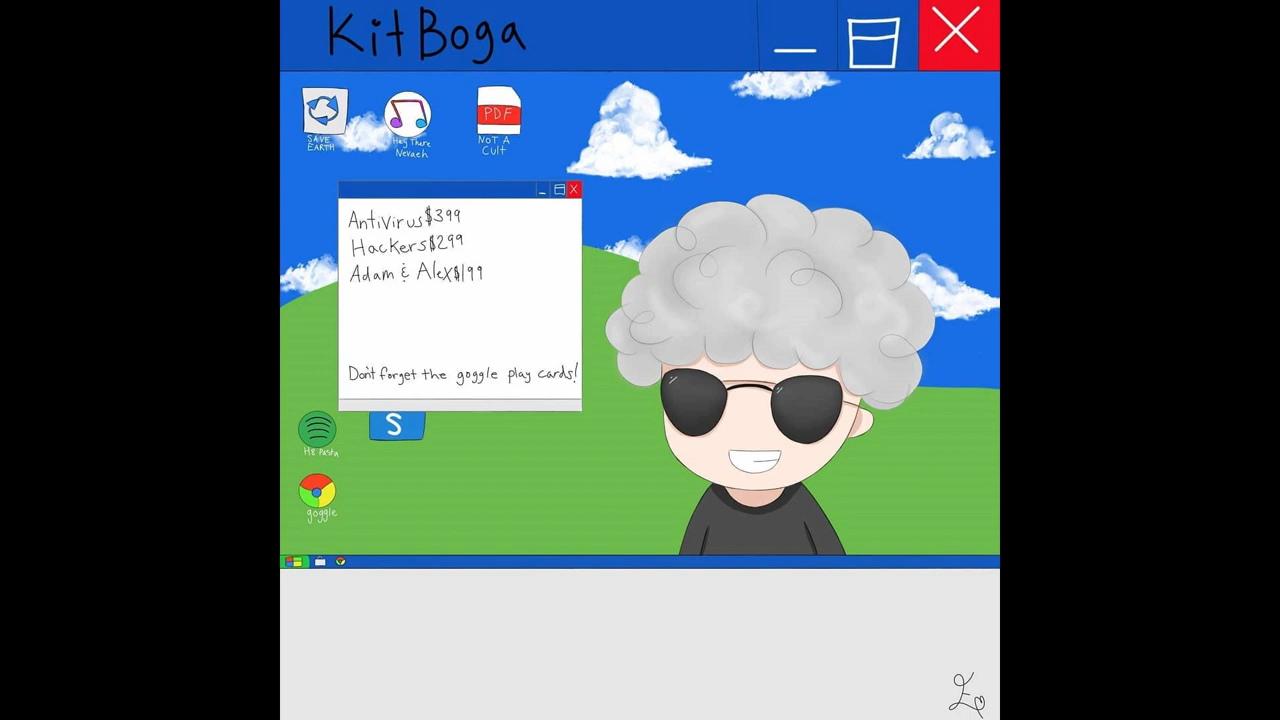 KitBoga
SAVE
EARTH
Hey There
Nevaeh
PDF
NOT A
Cult
Antivirus$399
Hackers$299
Adam & Alex$199
Don't forget the goggle play cards!
S
H8 Pasta
goggle